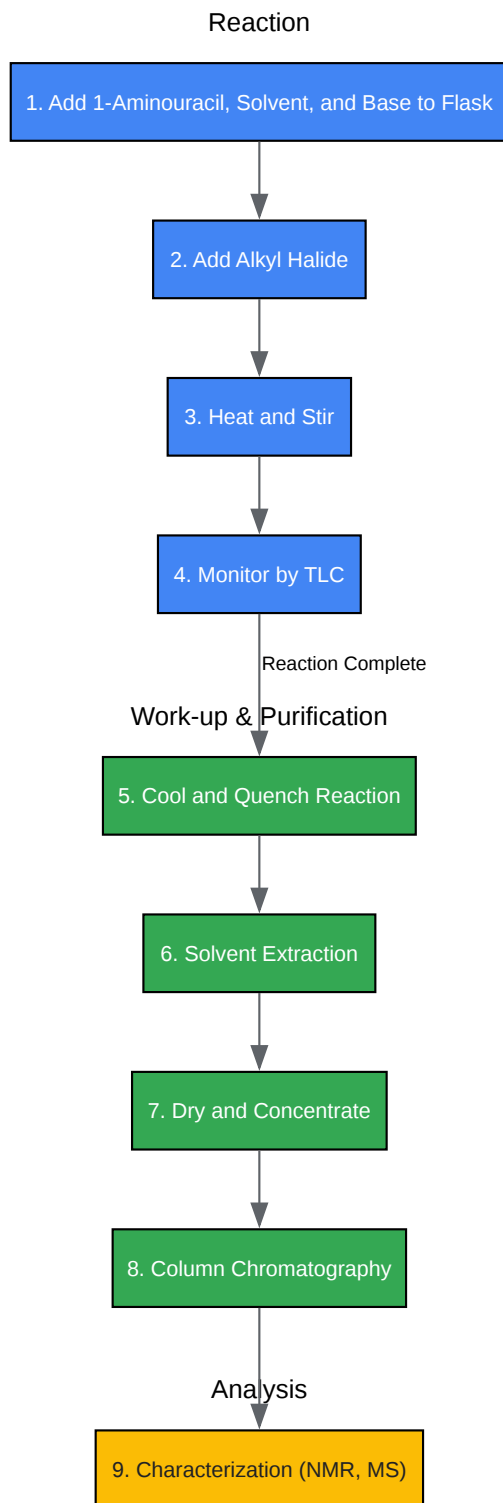 Reaction
1. Add 1-Aminouracil, Solvent, and Base to Flask
2. Add Alkyl Halide
3. Heat and Stir
4. Monitor by TLC
Reaction Complete
Work-up & Purification
5. Cool and Quench Reaction
6. Solvent Extraction
7. Dry and Concentrate
8. Column Chromatography
Analysis
9. Characterization (NMR, MS)